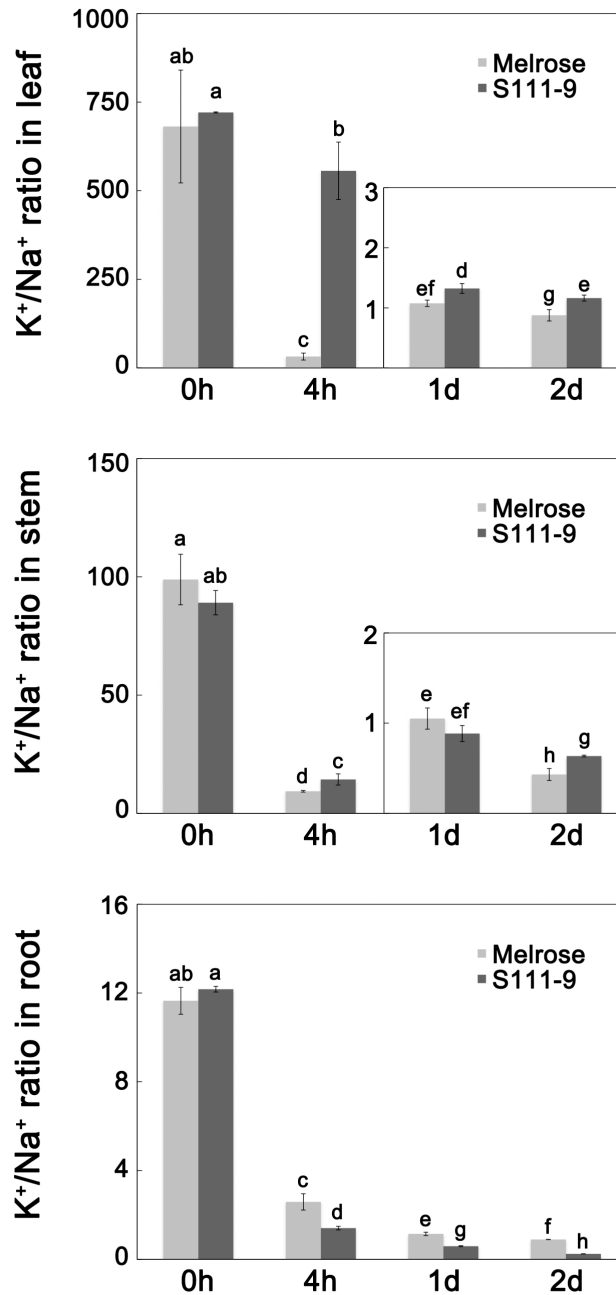 K⁺/Na⁺ ratio in leaf
1000
750
500
250
0
Melrose
S111-9
ab
a
c
b
3
2
1
ef
d
g
e
0h 4h 1d 2d
K⁺/Na⁺ ratio in stem
150
100
50
0
Melrose
S111-9
a
ab
d
c
2
1
e
ef
h
g
0h 4h 1d 2d
K⁺/Na⁺ ratio in root
16
12
8
4
0
Melrose
S111-9
ab
a
c
d
e
g
f
h
0h 4h 1d 2d